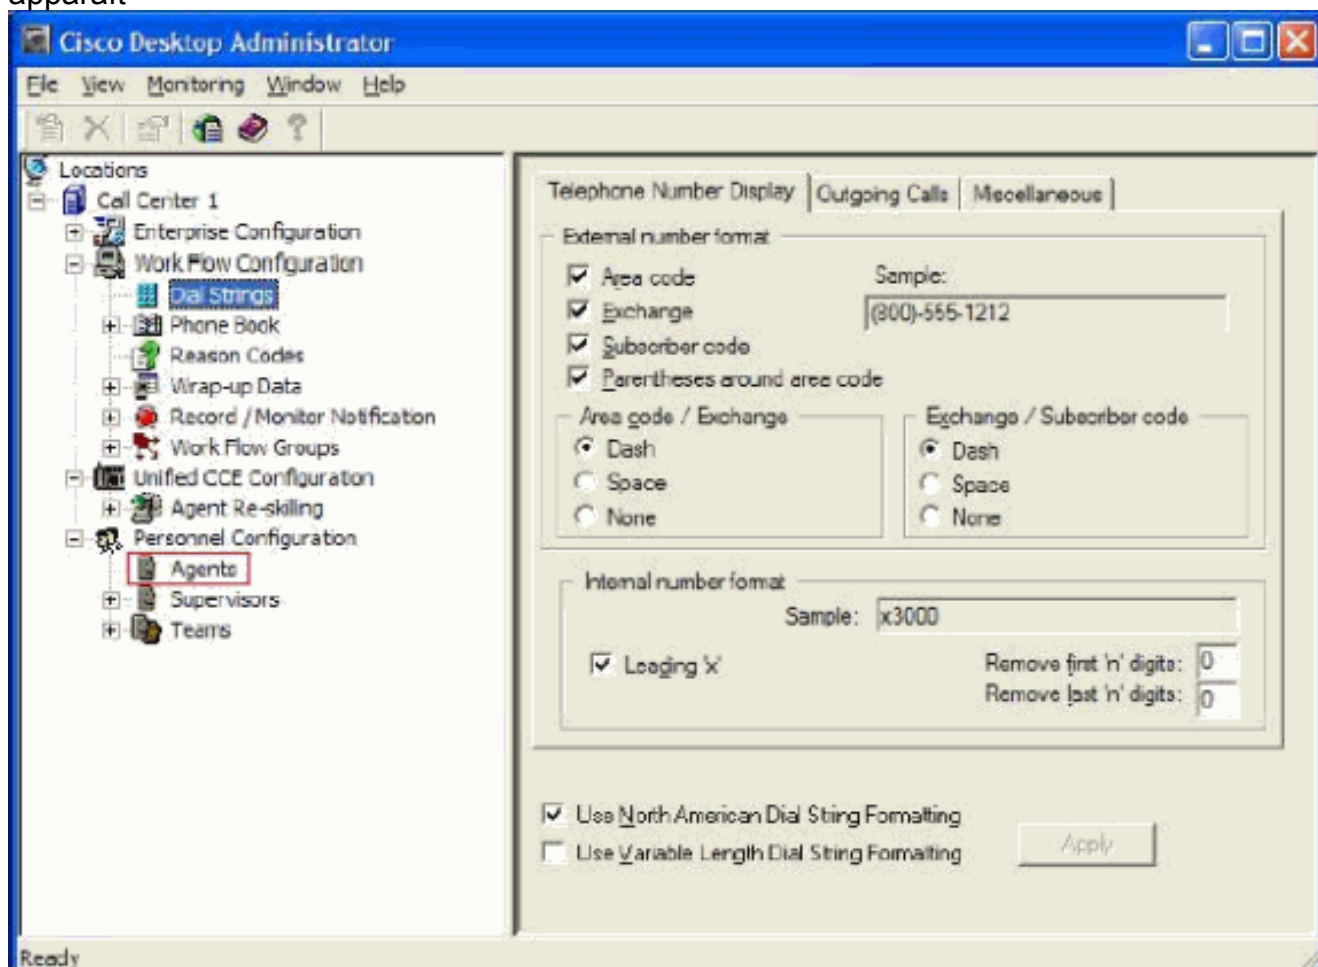 apparaît
Cisco Desktop Administrator
File View Monitoring Window Help
Locations
Call Center 1
Enterprise Configuration
Work Flow Configuration
Dial Strings
Phone Book
Reason Codes
Wrap-up Data
Record / Monitor Notification
Work Flow Groups
Unified CCE Configuration
Agent Re-skilling
Personnel Configuration
Agents
Supervisors
Teams
Telephone Number Display Outgoing Calls Miscellaneous
External number format
Area code Sample:
Exchange (800)-555-1212
Subscriber code
Parentheses around area code
Area code / Exchange Exchange / Subscriber code
Dash Dash
Space Space
None None
Internal number format
Sample: x3000
Leading 'x' Remove first 'n' digits: 0
Remove last 'n' digits: 0
Use North American Dial String Formatting
Use Variable Length Dial String Formatting Apply
Ready